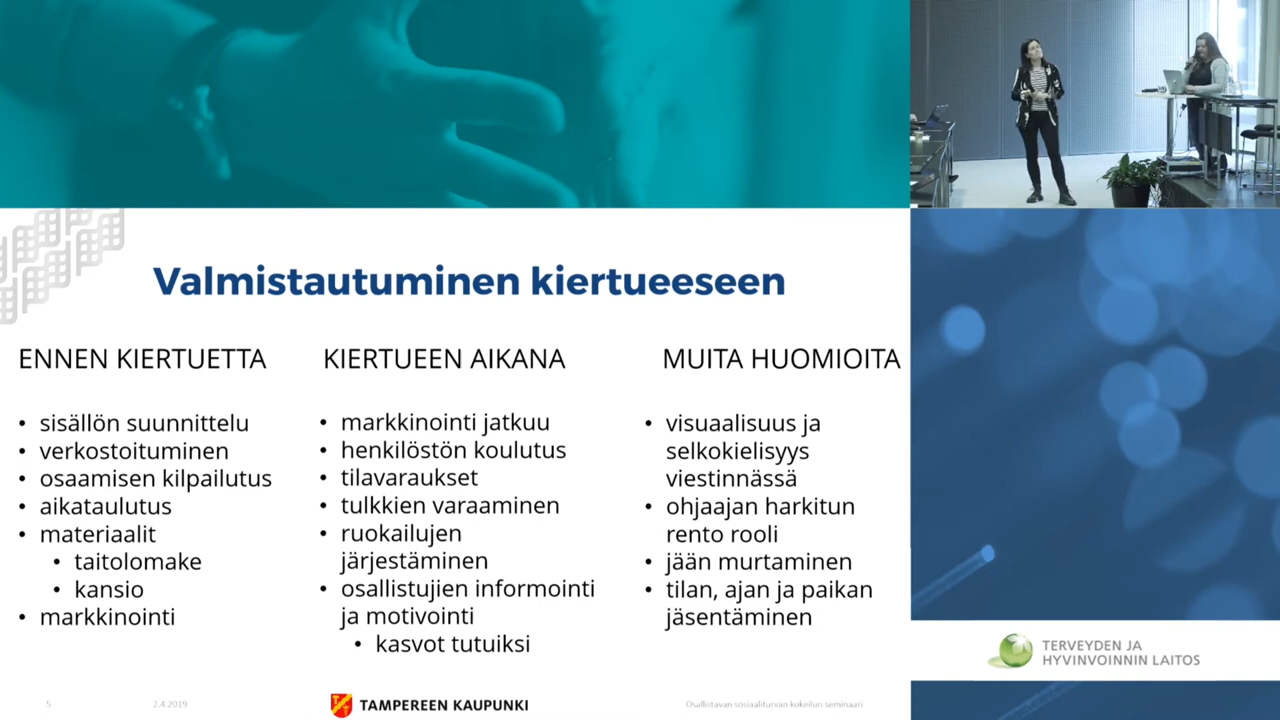 Valmistautuminen kiertueeseen
ENNEN KIERTUETTA
• sisällön suunnittelu
• verkostoituminen
• osaamisen kilpailutus
• aikataulutus
• materiaalit
• taitolomake
• kansio
• markkinointi
KIERTUEEN AIKANA
• markkinointi jatkuu
• henkilöstön koulutus
• tilavaraukset
• tulkkien varaaminen
• ruokailujen
järjestäminen
• osallistujien informointi
ja motivointi
• kasvot tutuiksi
MUITA HUOMIOITA
• visuaalisuus ja
selkokielisyys
viestinnässä
• ohjaajan harkitun
rento rooli
• jään murtaminen
• tilan, ajan ja paikan
jäsentäminen
5
2.4.2019
TAMPEREEN KAUPUNKI
Osallistavan sosiaaliturvan kokeilun seminaari
TERVEYDEN JA
HYVINVOINNIN LAITOS